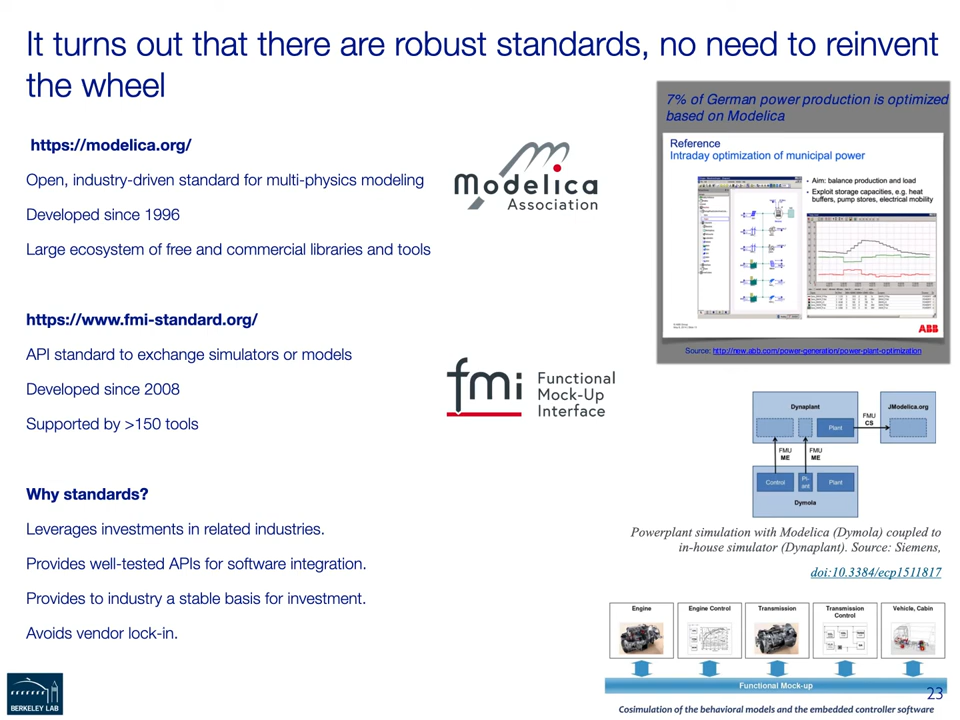 It turns out that there are robust standards, no need to reinvent
the wheel
https://modelica.org/
Open, industry-driven standard for multi-physics modeling
Developed since 1996
Large ecosystem of free and commercial libraries and tools
https://www.fmi-standard.org/
API standard to exchange simulators or models
Developed since 2008
Supported by >150 tools
Why standards?
Leverages investments in related industries.
Provides well-tested APIs for software integration.
Provides to industry a stable basis for investment.
Avoids vendor lock-in.
Modelica
Association
fmi
Functional
Mock-Up
Interface
7% of German power production is optimized
based on Modelica
Reference
Intraday optimization of municipal power
• Aim: balance production and load
• Exploit storage capacities, e.g. heat
buffers, pump stores, electrical mobility
ABB
Source: http://new.abb.com/power-generation/power-plant-optimization
Dynaplant
JModelica.org
Plant
FMU
CS
FMU
ME
FMU
ME
Control
Pl-
ant
Plant
Dymola
Powerplant simulation with Modelica (Dymola) coupled to
in-house simulator (Dynaplant). Source: Siemens,
doi:10.3384/ecp1511817
Engine
Engine Control
Transmission
Transmission
Control
Vehicle, Cabin
Functional Mock-up
Cosimulation of the behavioral models and the embedded controller software
BERKELEY LAB
23